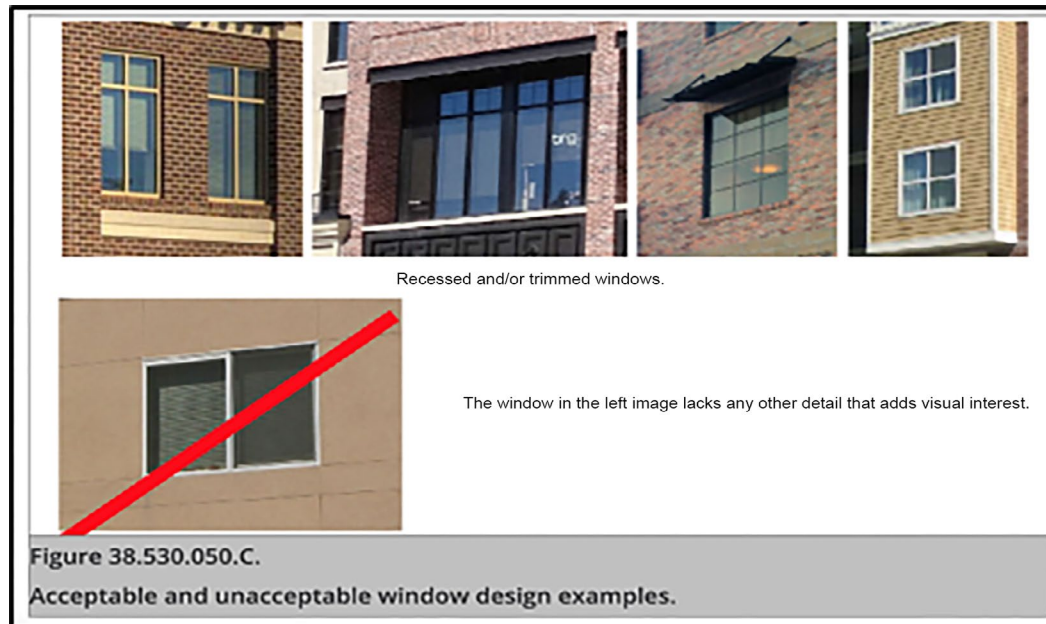 Recessed and/or trimmed windows.
The window in the left image lacks any other detail that adds visual interest.
Figure 38.530.050.C.
Acceptable and unacceptable window design examples.